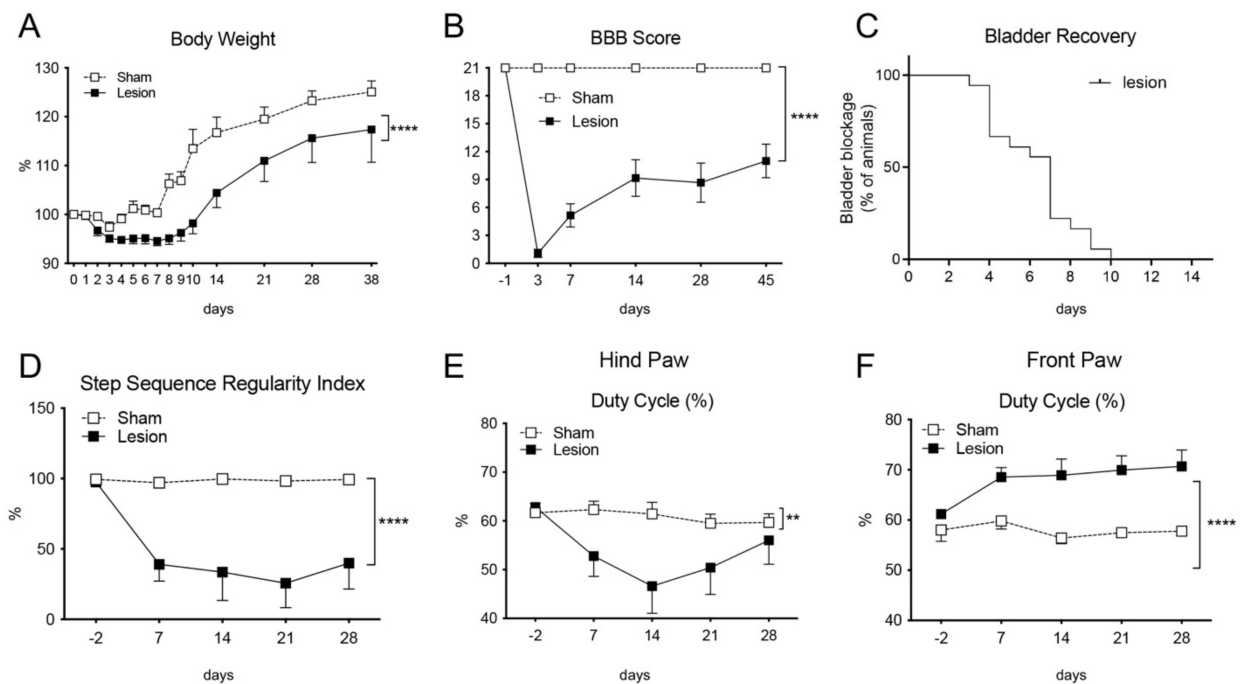 A
Body Weight
130
120
110
100
90
%
Sham
Lesion
****
0 1 2 3 4 5 6 7 8 9 10 14 21 28 38
days
B
BBB Score
21
18
15
12
9
6
3
0
Sham
Lesion
****
-1 3 7 14 28 45
days
C
Bladder Recovery
Bladder blockage
(% of animals)
100
50
0
lesion
0 2 4 6 8 10 12 14
days
D
Step Sequence Regularity Index
150
100
50
0
%
Sham
Lesion
****
-2 7 14 21 28
days
E
Hind Paw
Duty Cycle (%)
80
70
60
50
40
%
Sham
Lesion
**
-2 7 14 21 28
days
F
Front Paw
Duty Cycle (%)
80
70
60
50
40
%
Sham
Lesion
****
-2 7 14 21 28
days